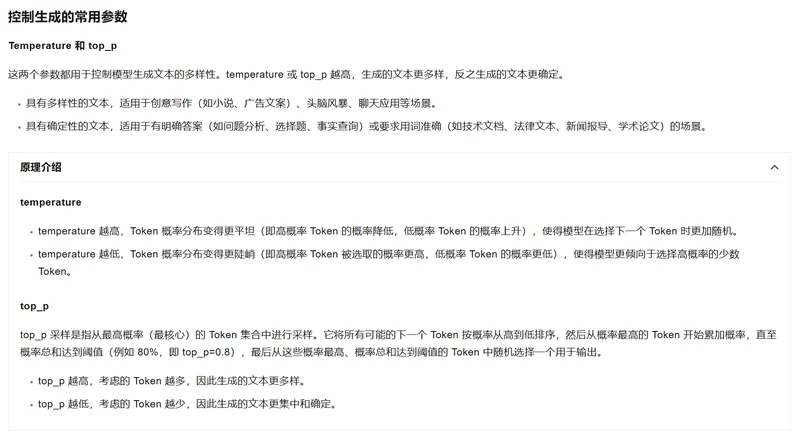 控制生成的常用参数
Temperature 和 top_p
这两个参数都用于控制模型生成文本的多样性。temperature 或 top_p 越高，生成的文本更多样，反之生成的文本更确定。
• 具有多样性的文本，适用于创意写作（如小说、广告文案）、头脑风暴、聊天应用等场景。
• 具有确定性的文本，适用于有明确答案（如问题分析、选择题、事实查询）或要求用词准确（如技术文档、法律文本、新闻报导、学术论文）的场景。
原理介绍
temperature
• temperature 越高，Token 概率分布变得更平坦（即高概率 Token 的概率降低，低概率 Token 的概率上升），使得模型在选择下一个 Token 时更加随机。
• temperature 越低，Token 概率分布变得更陡峭（即高概率 Token 被选取的概率更高，低概率 Token 的概率更低），使得模型更倾向于选择高概率的少数
Token。
top_p
top_p 采样是指从最高概率（最核心）的 Token 集合中进行采样。它将所有可能的下一个 Token 按概率从高到低排序，然后从概率最高的 Token 开始累加概率，直至
概率总和达到阈值（例如 80%，即 top_p=0.8），最后从这些概率最高、概率总和达到阈值的 Token 中随机选择一个用于输出。
• top_p 越高，考虑的 Token 越多，因此生成的文本更多样。
• top_p 越低，考虑的 Token 越少，因此生成的文本更集中和确定。